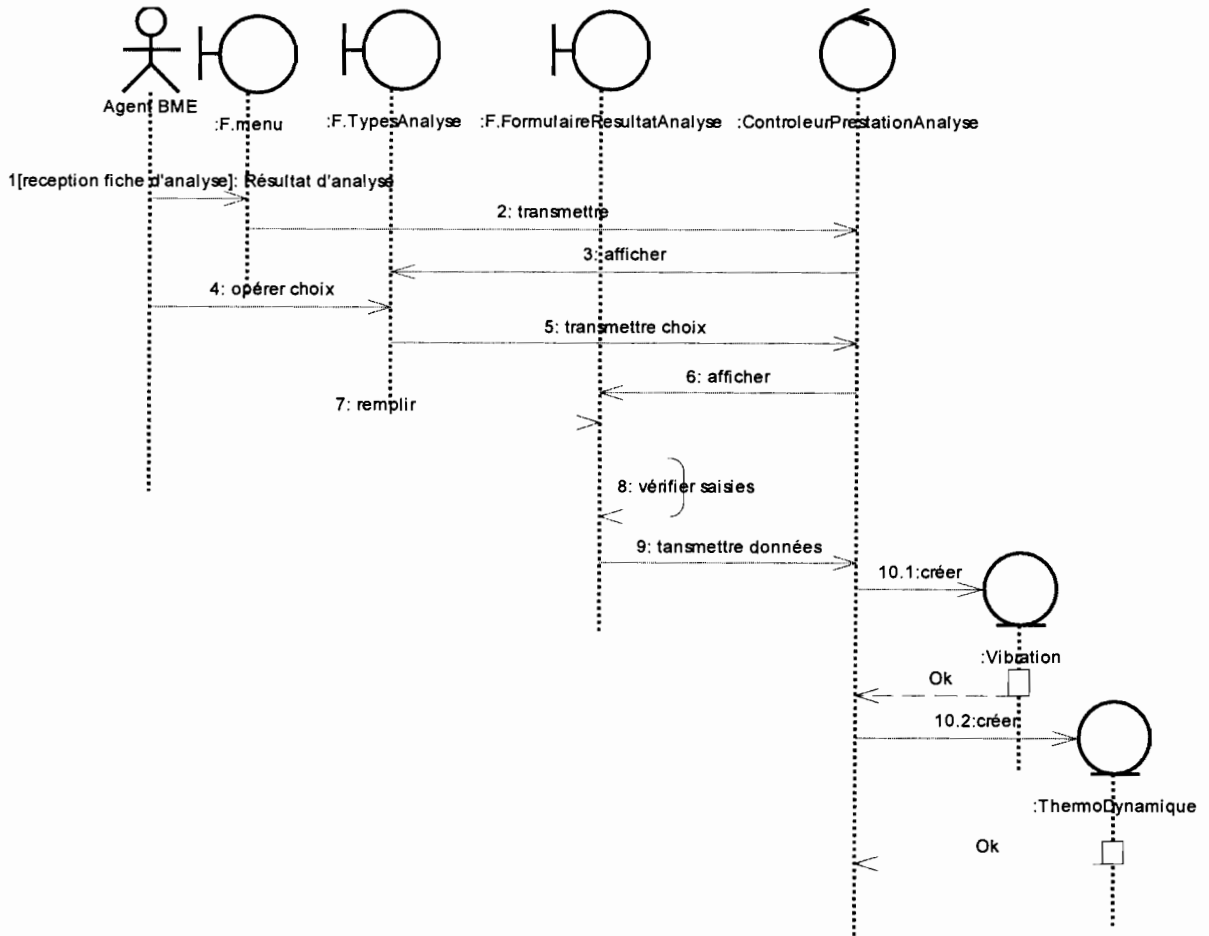 Agent BME
:F.menu
:F.TypesAnalyse
:F.FormulaireResultatAnalyse
:ControleurPrestationAnalyse
1[reception fiche d'analyse]: Résultat d'analyse
2: transmettre
3: afficher
4: opérer choix
5: transmettre choix
6: afficher
7: remplir
8: vérifier saisies
9: tansmettre données
10.1:créer
:Vibration
Ok
10.2:créer
:ThermoDynamique
Ok